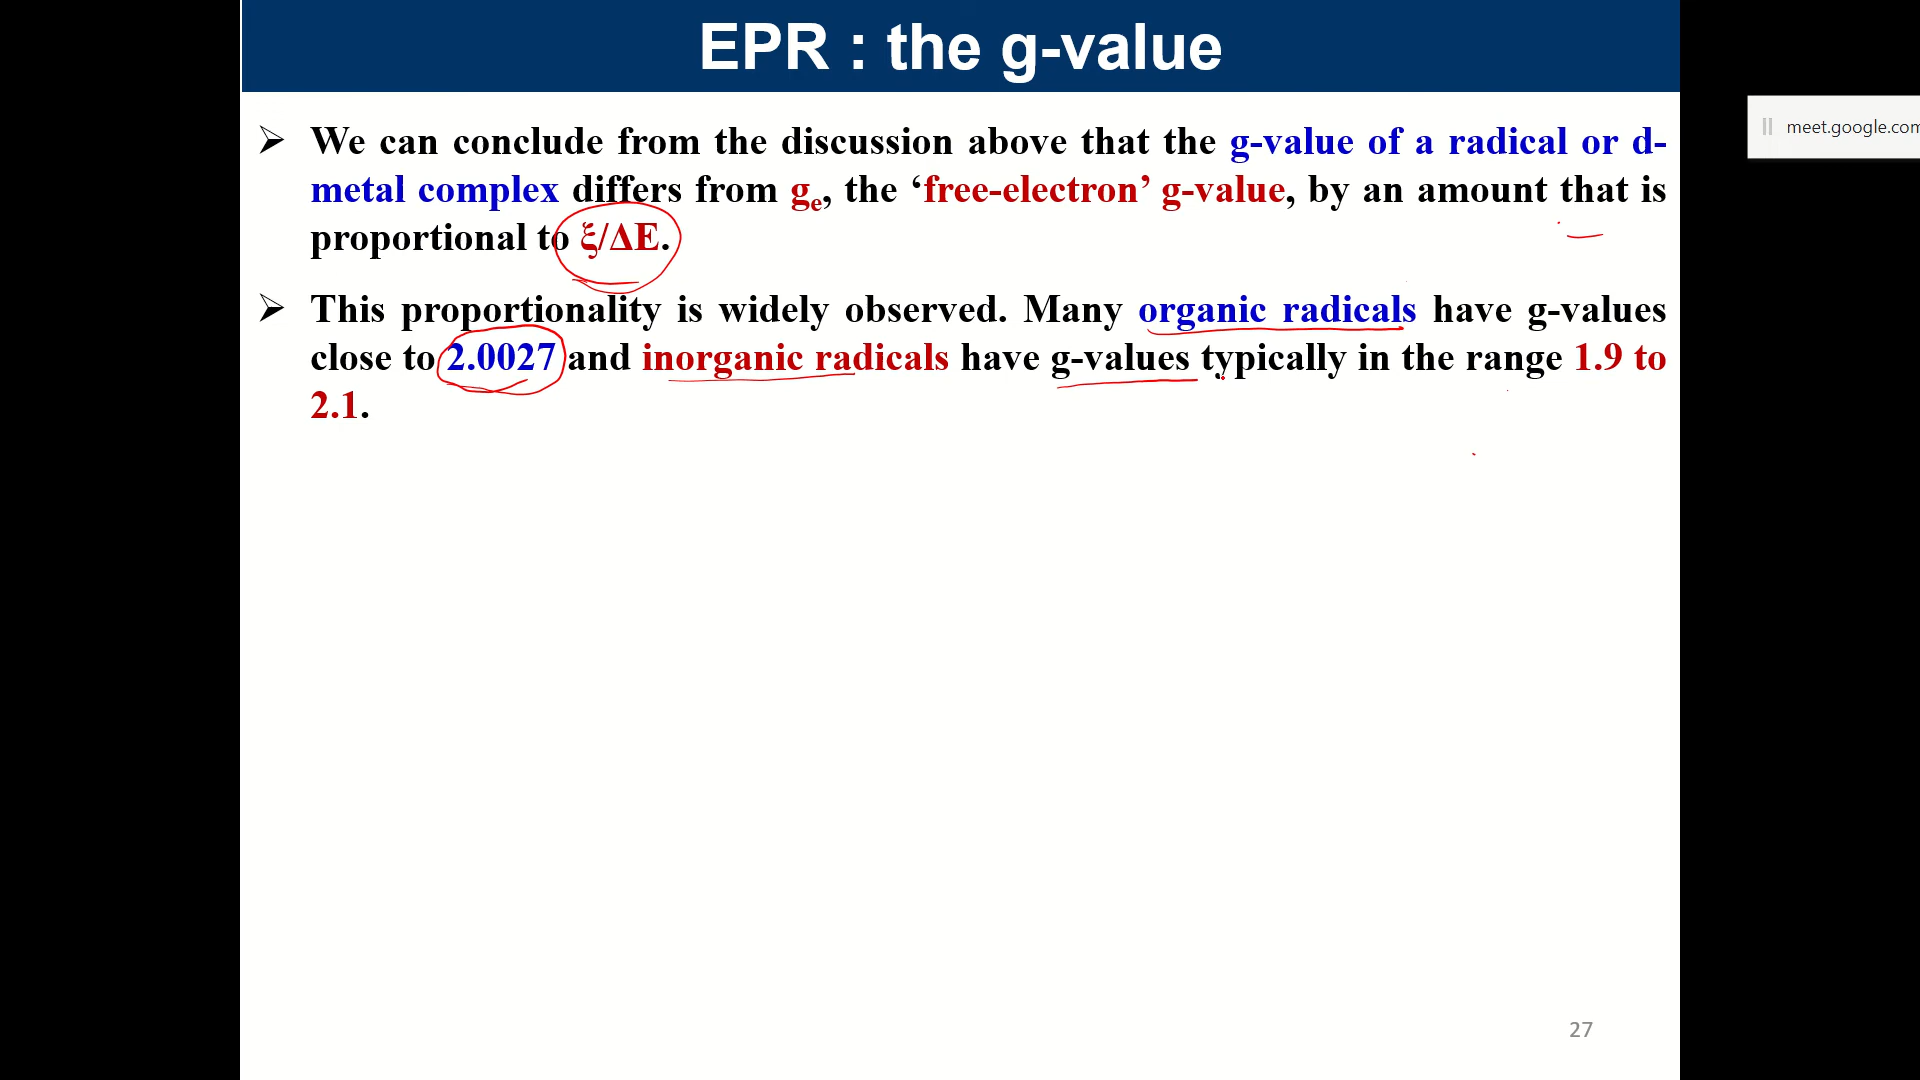 EPR : the g-value
meet.google.com
➢ We can conclude from the discussion above that the g-value of a radical or d-
metal complex differs from gₑ, the ‘free-electron’ g-value, by an amount that is
proportional to ξ/ΔE.
➢ This proportionality is widely observed. Many organic radicals have g-values
close to 2.0027 and inorganic radicals have g-values typically in the range 1.9 to
2.1.
27